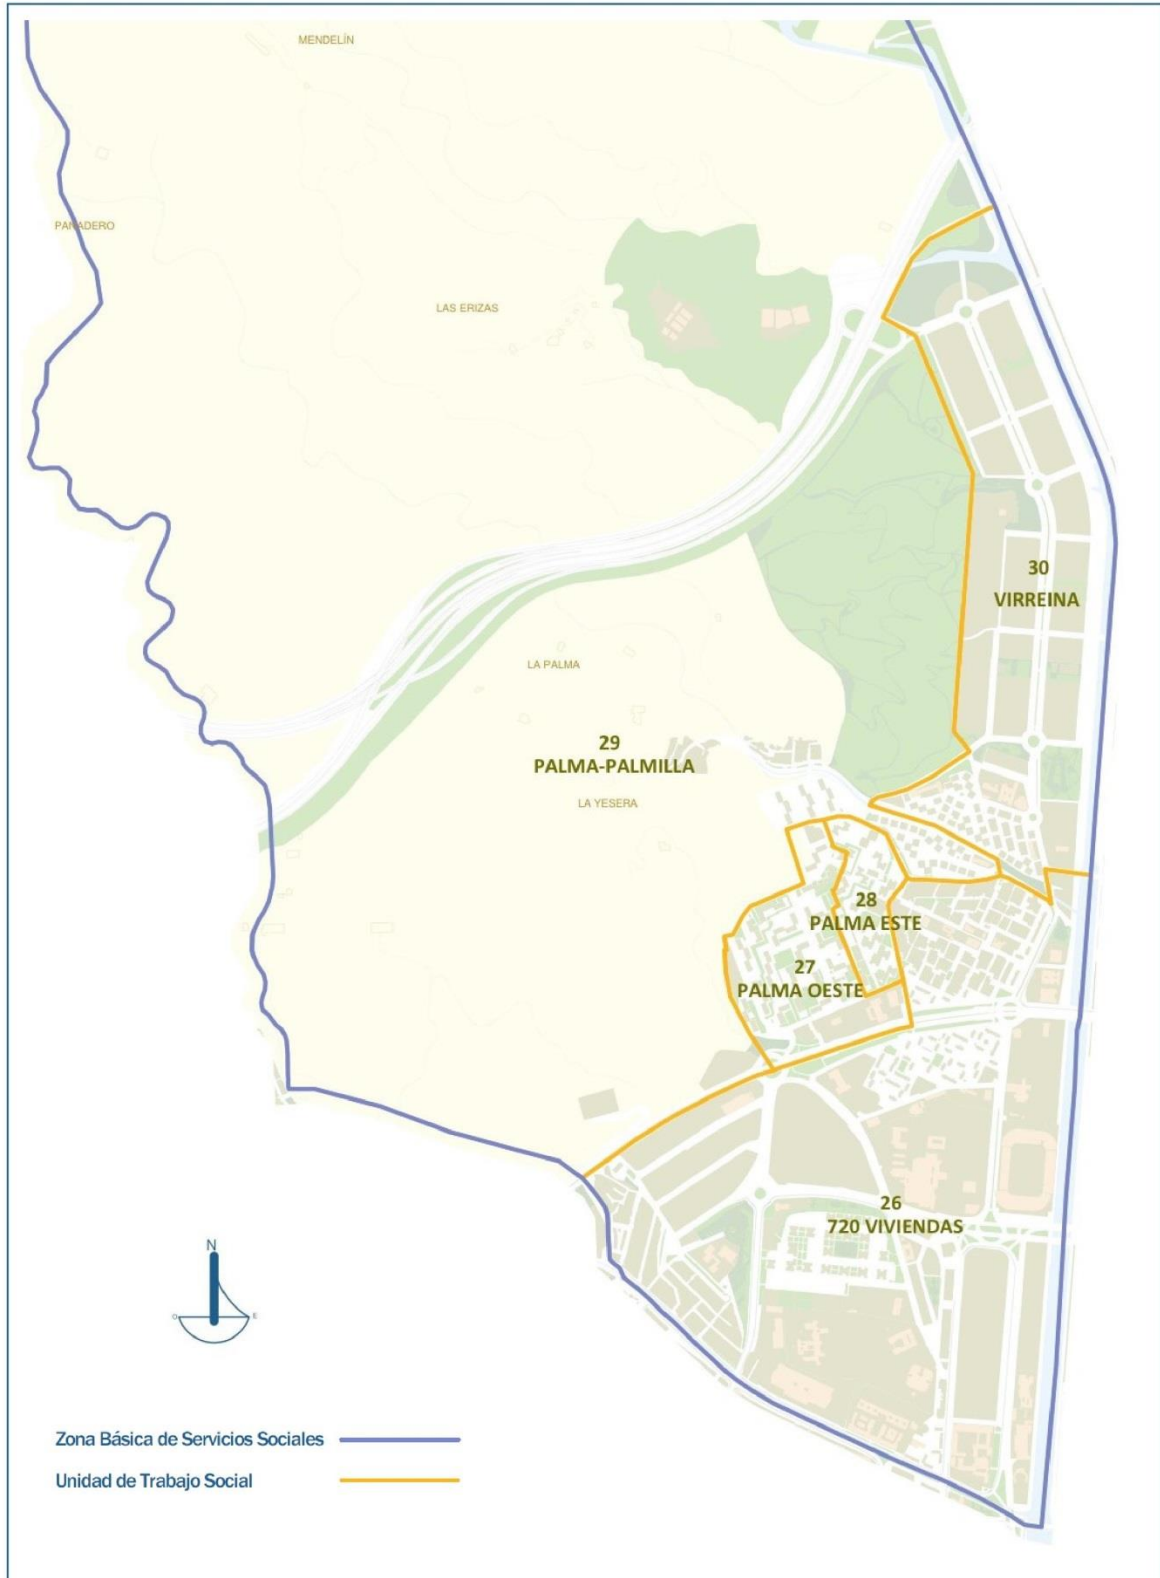 MENDELÍN
PANADERO
LAS ERIZAS
30
VIRREINA
LA PALMA
29
PALMA-PALMILLA
LA YESERA
28
PALMA ESTE
27
PALMA OESTE
26
720 VIVIENDAS
N
O E
Zona Básica de Servicios Sociales
Unidad de Trabajo Social